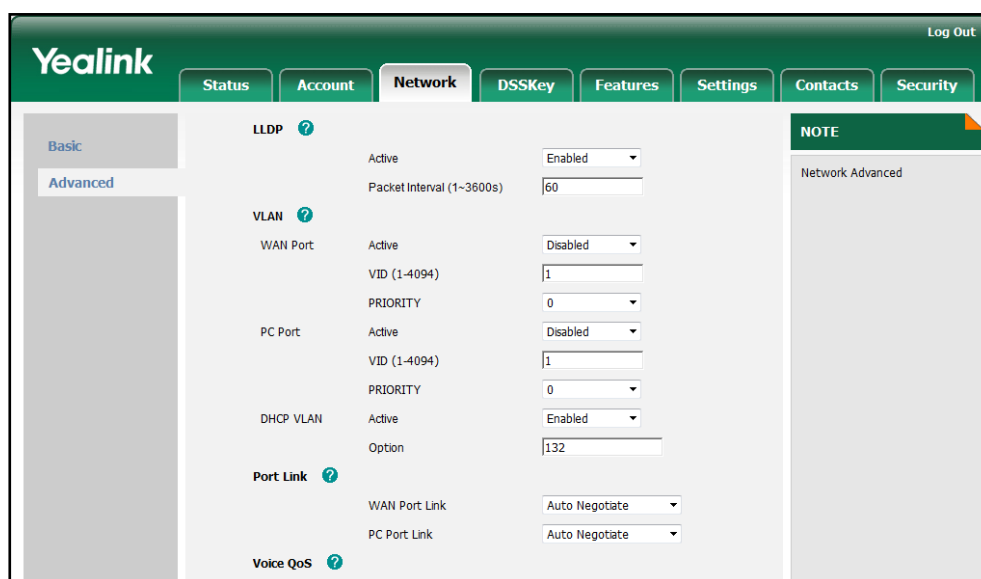 Log Out
Yealink
Status Account Network DSSKey Features Settings Contacts Security
Basic
Advanced
LLDP ?
Active Enabled
Packet Interval (1~3600s) 60
VLAN ?
WAN Port Active Disabled
VID (1-4094) 1
PRIORITY 0
PC Port Active Disabled
VID (1-4094) 1
PRIORITY 0
DHCP VLAN Active Enabled
Option 132
Port Link ?
WAN Port Link Auto Negotiate
PC Port Link Auto Negotiate
Voice QoS ?
NOTE
Network Advanced